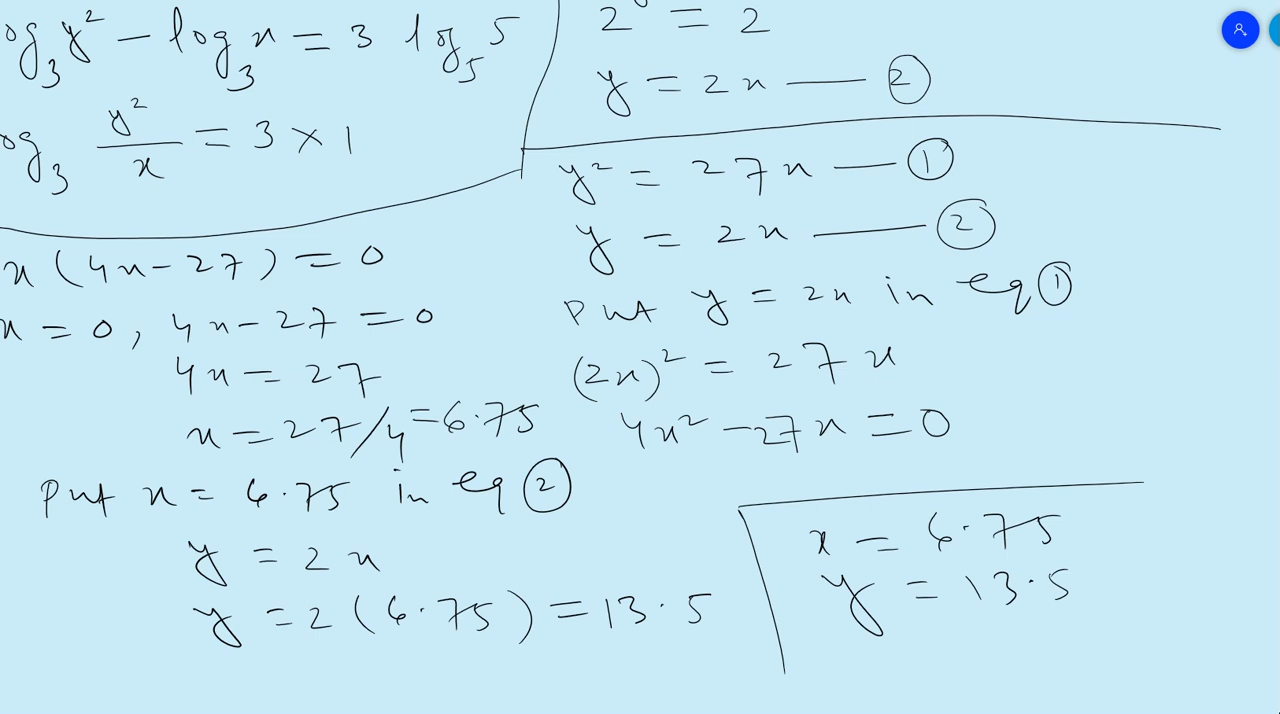 og₃ y² - log₃ x = 3 log₅ 5
og₃ y²/x = 3 × 1
2 = 2
y = 2x — ②
y² = 27x — ①
y = 2x — ②
Put y = 2x in eq ①
(2x)² = 27x
4x² - 27x = 0
x (4x - 27) = 0
x = 0, 4x - 27 = 0
4x = 27
x = 27/4 = 6.75
Put x = 6.75 in eq ②
y = 2x
y = 2(6.75) = 13.5
x = 6.75
y = 13.5